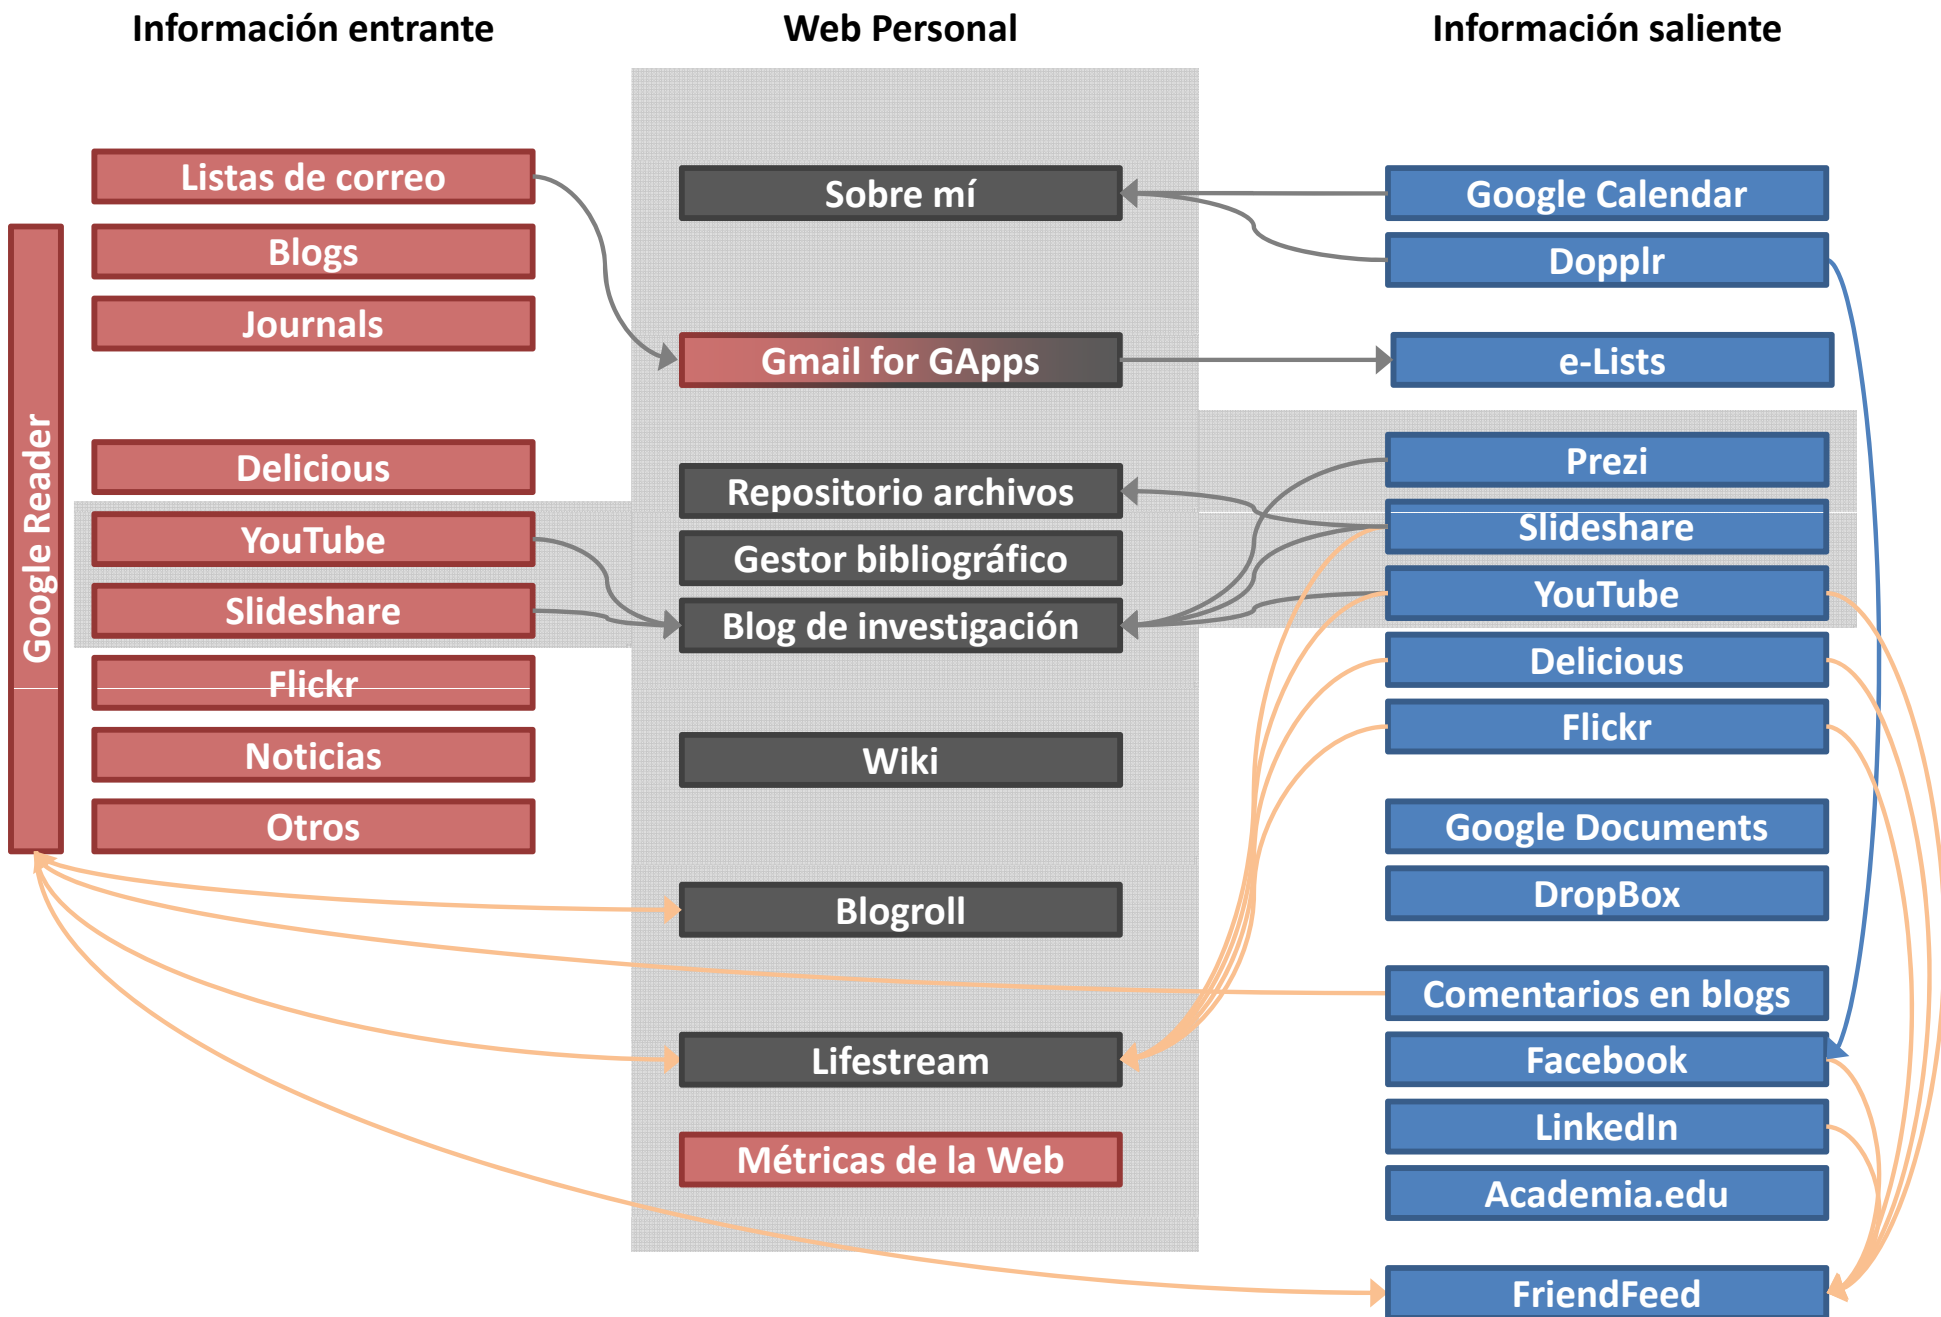 Información entrante
Web Personal
Información saliente
Google Reader
Listas de correo
Blogs
Journals
Delicious
YouTube
Slideshare
Flickr
Noticias
Otros
Sobre mí
Gmail for GApps
Repositorio archivos
Gestor bibliográfico
Blog de investigación
Wiki
Blogroll
Lifestream
Métricas de la Web
Google Calendar
Dopplr
e-Lists
Prezi
Slideshare
YouTube
Delicious
Flickr
Google Documents
DropBox
Comentarios en blogs
Facebook
LinkedIn
Academia.edu
FriendFeed